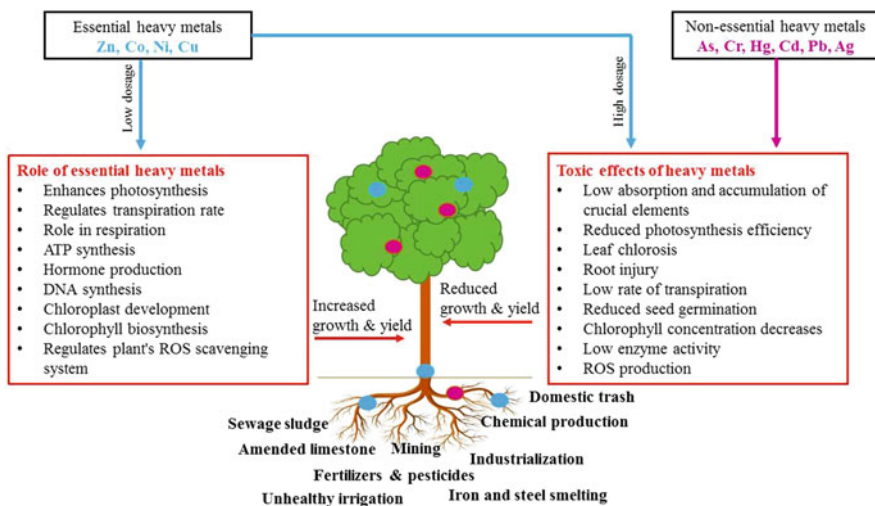 Essential heavy metals
Zn, Co, Ni, Cu
Non-essential heavy metals
As, Cr, Hg, Cd, Pb, Ag
Low dosage
High dosage
Role of essential heavy metals
• Enhances photosynthesis
• Regulates transpiration rate
• Role in respiration
• ATP synthesis
• Hormone production
• DNA synthesis
• Chloroplast development
• Chlorophyll biosynthesis
• Regulates plant's ROS scavenging
system
Increased
growth & yield
Reduced
growth & yield
Toxic effects of heavy metals
• Low absorption and accumulation of
crucial elements
• Reduced photosynthesis efficiency
• Leaf chlorosis
• Root injury
• Low rate of transpiration
• Reduced seed germination
• Chlorophyll concentration decreases
• Low enzyme activity
• ROS production
Domestic trash
Sewage sludge
Chemical production
Amended limestone
Mining
Industrialization
Fertilizers & pesticides
Unhealthy irrigation
Iron and steel smelting